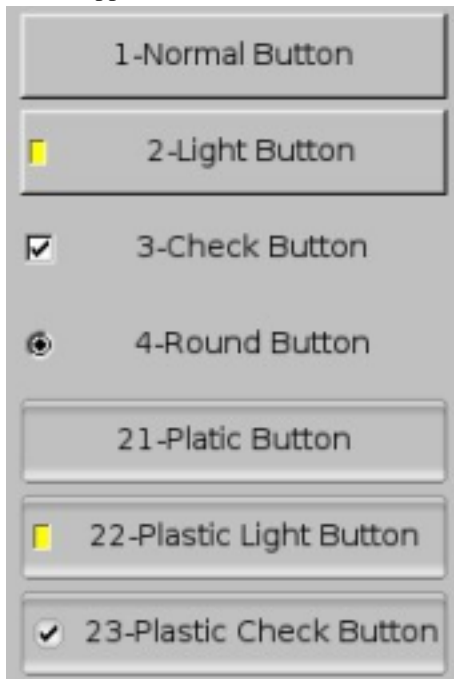 1-Normal Button
2-Light Button
3-Check Button
4-Round Button
21-Platic Button
22-Plastic Light Button
23-Plastic Check Button